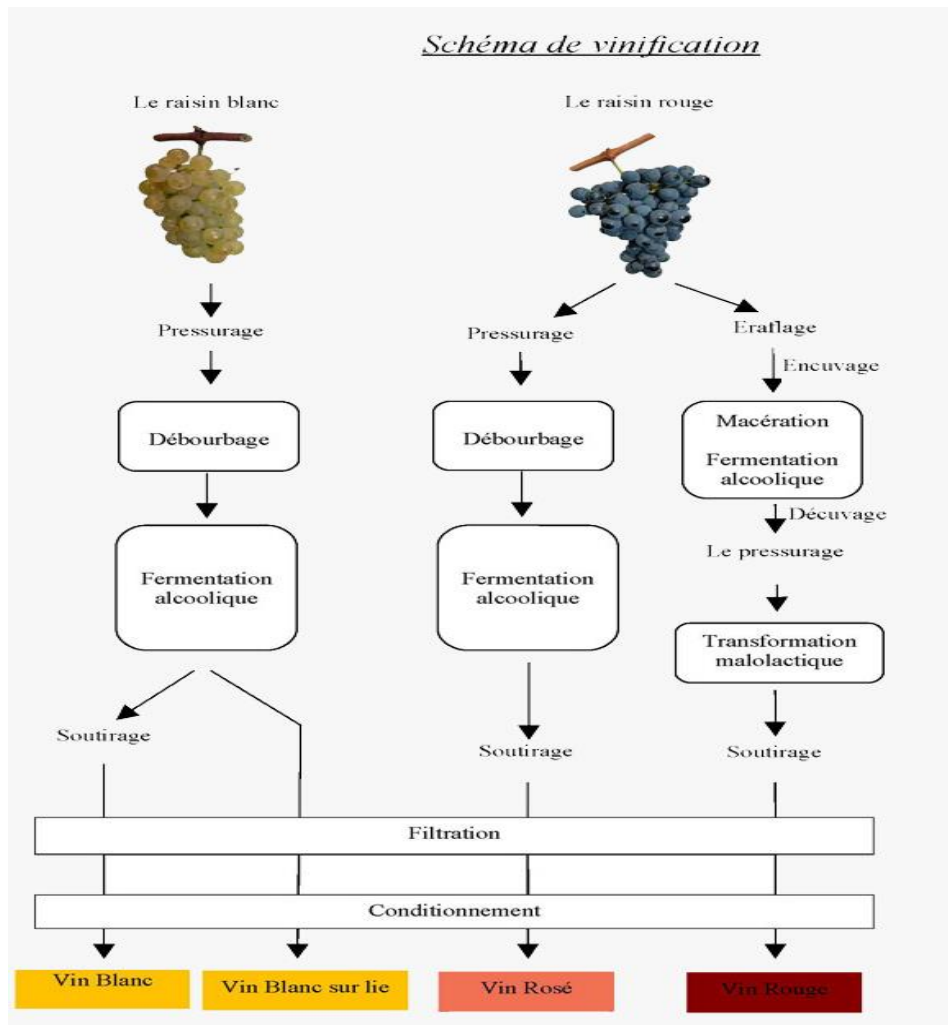 Schéma de vinification
Le raisin blanc
Le raisin rouge
Pressurage
Pressurage
Eraflage
Encuvage
Débourbage
Débourbage
Macération
Fermentation
alcoolique
Décuvage
Fermentation
alcoolique
Fermentation
alcoolique
Le pressurage
Transformation
malolactique
Soutirage
Soutirage
Soutirage
Filtration
Conditionnement
Vin Blanc
Vin Blanc sur lie
Vin Rosé
Vin Rouge